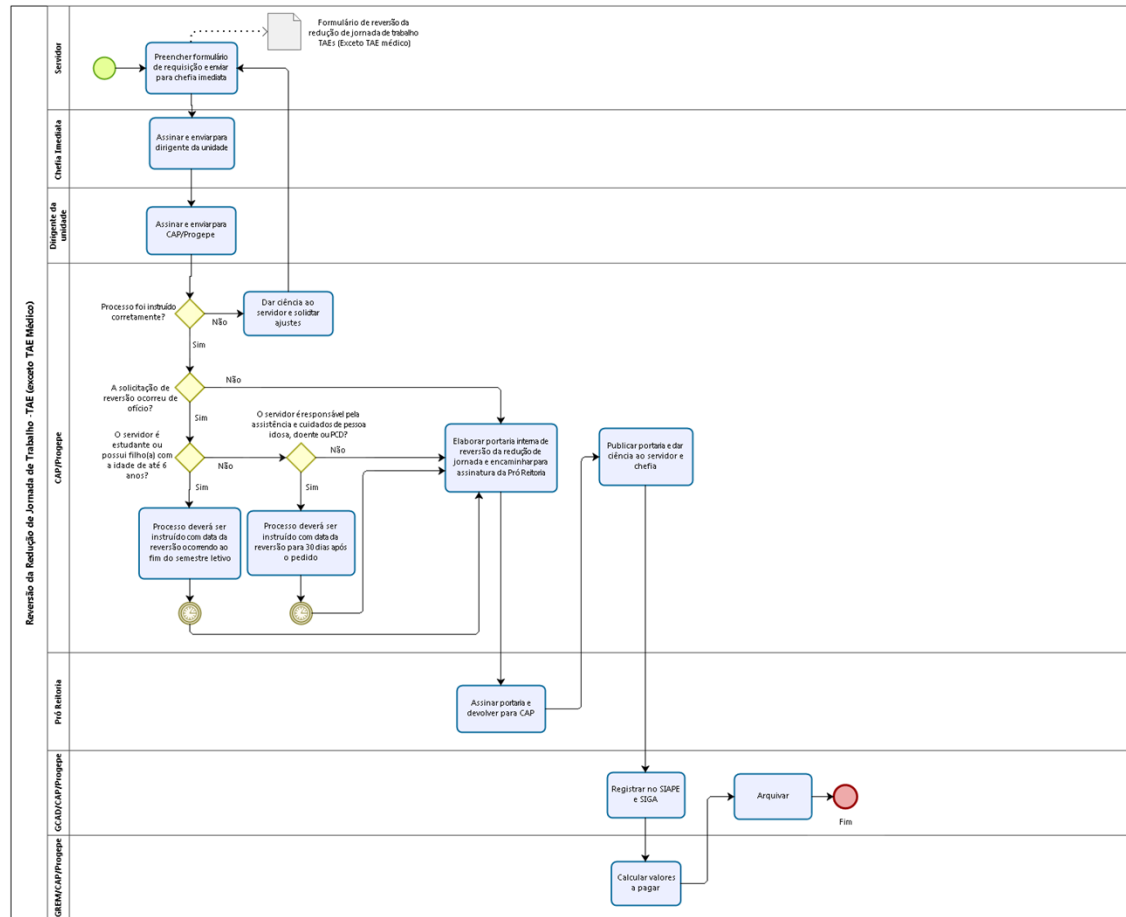 Reversão da Redução de Jornada de Trabalho - TAE (exceto TAE Médico)
Servidor
Preencher formulário
de requisição e enviar
para chefia imediata
Formulário de reversão da
redução de jornada de trabalho
TAEs (Exceto TAE médico)
Chefia Imediata
Assinar e enviar para
dirigente da unidade
Dirigente da
unidade
Assinar e enviar para
CAP/Progepe
CAP/Progepe
Processo foi instruído
corretamente?
Não
Dar ciência ao
servidor e solicitar
ajustes
Sim
A solicitação de
reversão ocorreu de
ofício?
Não
Sim
O servidor é
estudante ou
possui filho(a) com
a idade de até 6
anos?
Não
O servidor é responsável pela
assistência e cuidados de pessoa
idosa, doente ou PCD?
Não
Sim
Sim
Processo deverá ser
instruído com data da
reversão ocorrendo ao
fim do semestre letivo
Processo deverá ser
instruído com data da
reversão para 30 dias após
o pedido
Elaborar portaria interna de
reversão da redução de
jornada e encaminhar para
assinatura da Pró Reitoria
Publicar portaria e dar
ciência ao servidor e
chefia
Pró Reitoria
Assinar portaria e
devolver para CAP
GCAD/CAP/Progepe
Registrar no SIAPE
e SIGA
Arquivar
Fim
GREM/CAP/Progepe
Calcular valores
a pagar